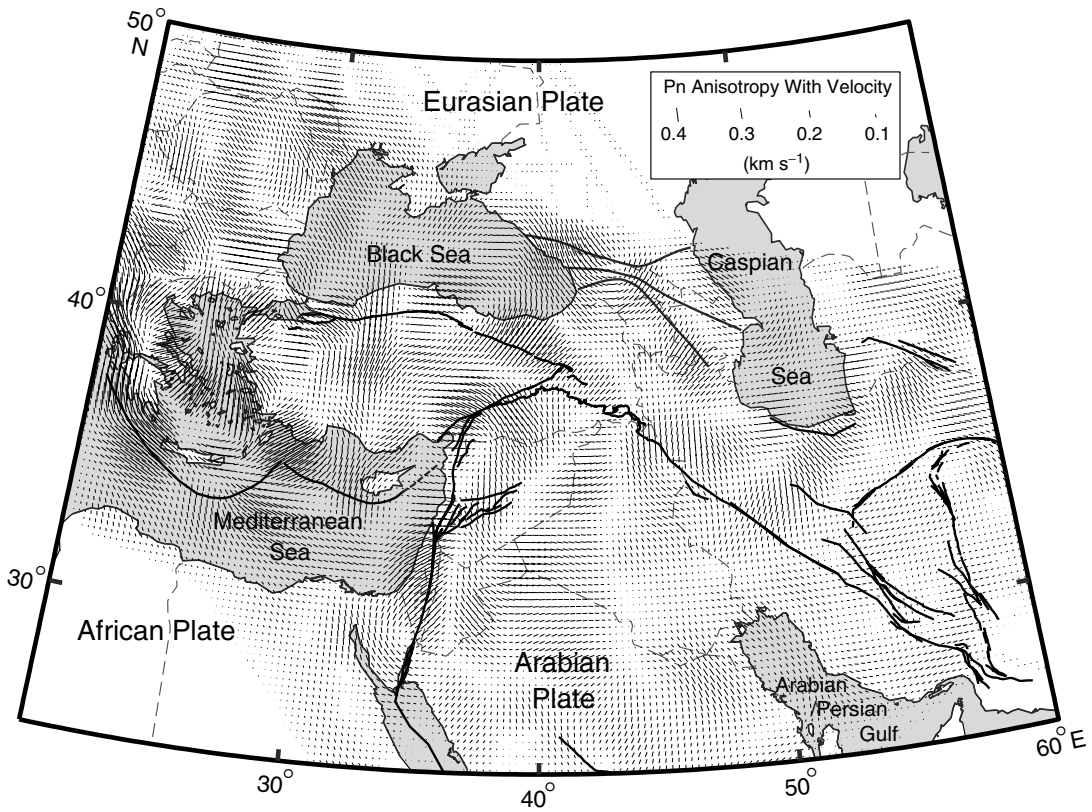 50°
N
Eurasian Plate
Pn Anisotropy With Velocity
0.4 0.3 0.2 0.1
(km s⁻¹)
Black Sea
Caspian
Sea
40°
Mediterranean
Sea
30°
African Plate
Arabian
Plate
Arabian
/Persian
Gulf
30°
40°
50°
60° E